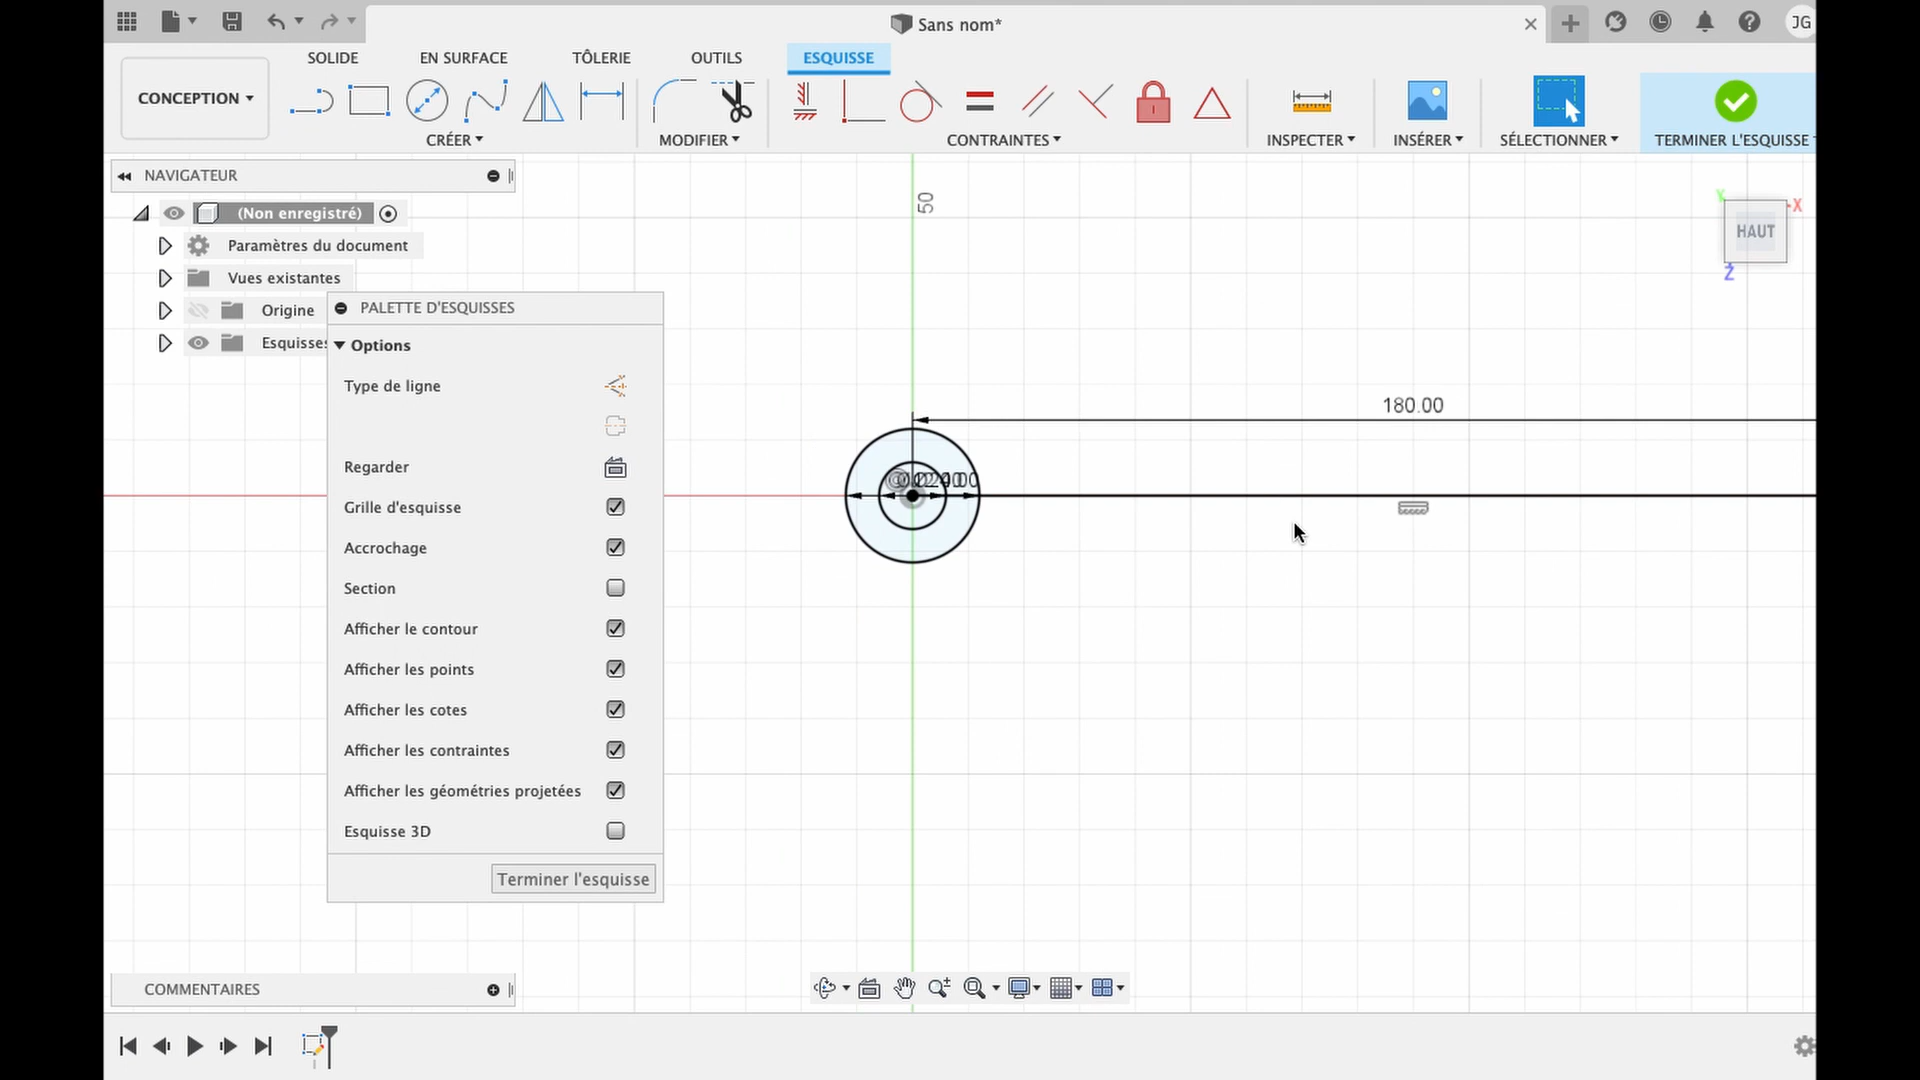 Sans nom*
JG
CONCEPTION
SOLIDE
EN SURFACE
TÔLERIE
OUTILS
ESQUISSE
CRÉER
MODIFIER
CONTRAINTES
INSPECTER
INSÉRER
SÉLECTIONNER
TERMINER L'ESQUISSE
NAVIGATEUR
(Non enregistré)
Paramètres du document
Vues existantes
Origine
Esquisses
50
Y
X
HAUT
Z
PALETTE D'ESQUISSES
Options
Type de ligne
Regarder
Grille d'esquisse
Accrochage
Section
Afficher le contour
Afficher les points
Afficher les cotes
Afficher les contraintes
Afficher les géométries projetées
Esquisse 3D
Terminer l'esquisse
180.00
COMMENTAIRES